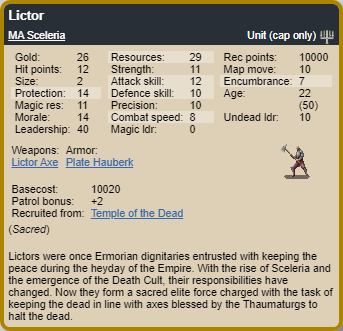 Lictor
MA Sceleria Unit (cap only)
Gold: 26 Resources: 29 Rec points: 10000
Hit points: 12 Strength: 11 Map move: 10
Size: 2 Attack skill: 12 Encumbrance: 7
Protection: 14 Defence skill: 10 Age: 22
Magic res: 11 Precision: 10 (50)
Morale: 14 Combat speed: 8 Undead ldr: 10
Leadership: 40 Magic ldr: 0
Weapons: Armor:
Lictor Axe Plate Hauberk
Basecost: 10020
Patrol bonus: +2
Recruited from: Temple of the Dead
(Sacred)
Lictors were once Ermorian dignitaries entrusted with keeping the
peace during the heyday of the Empire. With the rise of Sceleria and
the emergence of the Death Cult, their responsibilities have
changed. Now they form a sacred elite force charged with the task of
keeping the dead in line with axes blessed by the Thaumaturgs to
halt the dead.